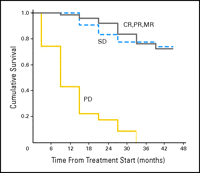 Cumulative Survival
1.0
0.8
0.6
0.4
0.2
CR,PR,MR
SD
PD
0 6 12 18 24 30 36 42 48
Time From Treatment Start (months)